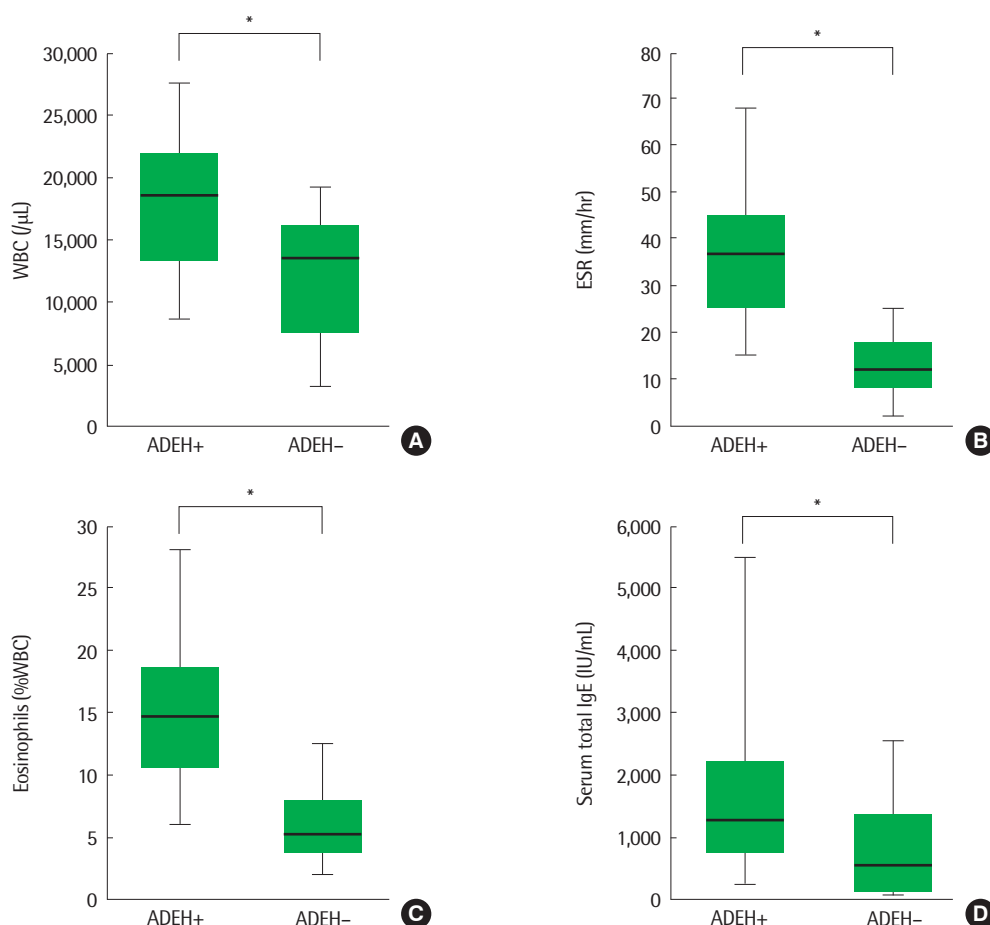 *
30,000
25,000
20,000
15,000
10,000
5,000
0
WBC (/μL)
ADEH+ ADEH−
A
*
80
70
60
50
40
30
20
10
0
ESR (mm/hr)
ADEH+ ADEH−
B
*
30
25
20
15
10
5
0
Eosinophils (%WBC)
ADEH+ ADEH−
C
*
6,000
5,000
4,000
3,000
2,000
1,000
0
Serum total IgE (IU/mL)
ADEH+ ADEH−
D